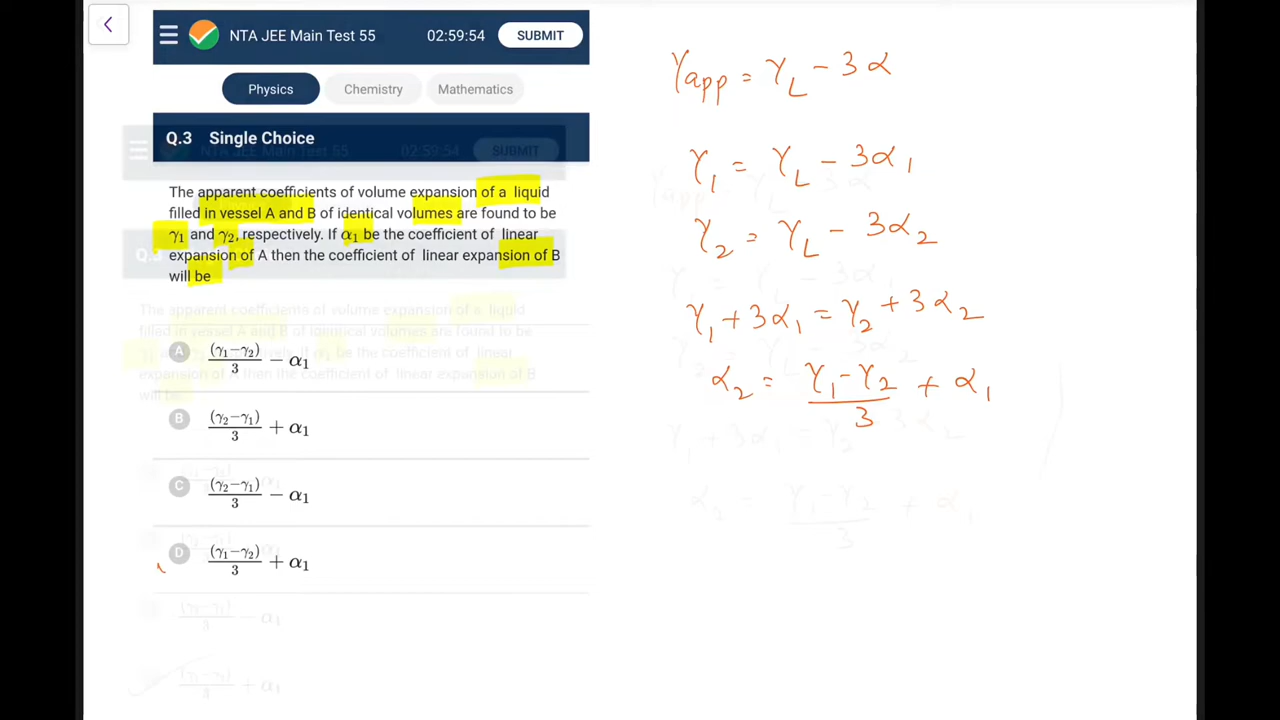 NTA JEE Main Test 55 02:59:54 SUBMIT
Physics Chemistry Mathematics
Q.3 Single Choice
The apparent coefficients of volume expansion of a liquid
filled in vessel A and B of identical volumes are found to be
γ₁ and γ₂, respectively. If α₁ be the coefficient of linear
expansion of A then the coefficient of linear expansion of B
will be
A (γ₁−γ₂)/3 − α₁
B (γ₂−γ₁)/3 + α₁
C (γ₂−γ₁)/3 − α₁
D (γ₁−γ₂)/3 + α₁
γapp = γL − 3α
γ₁ = γL − 3α₁
γ₂ = γL − 3α₂
γ₁ + 3α₁ = γ₂ + 3α₂
α₂ = (γ₁−γ₂)/3 + α₁